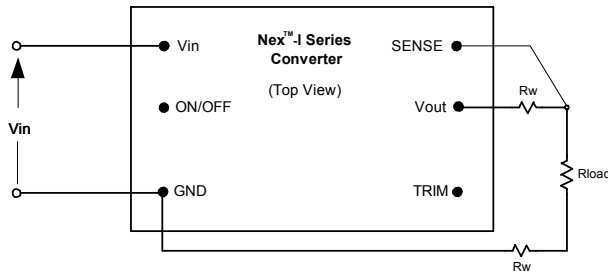 Nex™-I Series
Converter
(Top View)
Vin
ON/OFF
GND
SENSE
Vout
TRIM
Vin
Rw
Rload
Rw